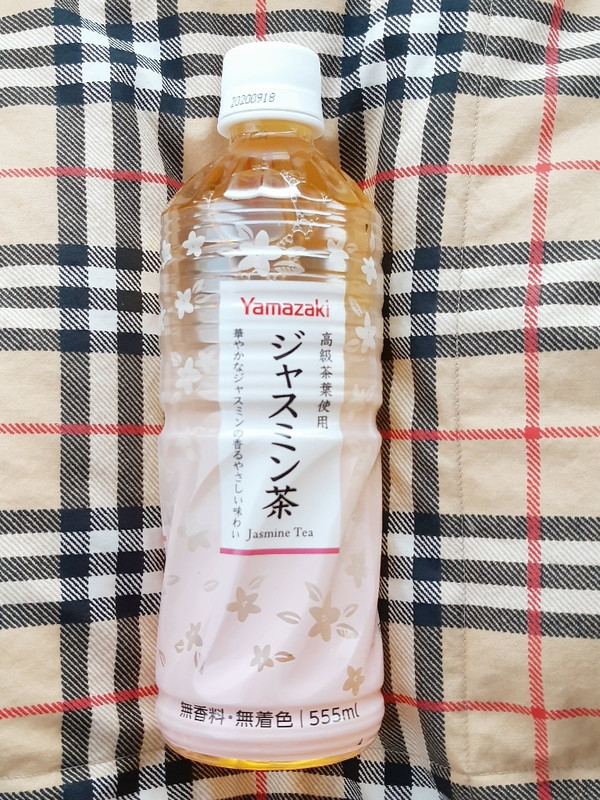 20200918
Yamazaki
高級茶葉使用
ジャスミン茶
華やかなジャスミンの香るやさしい味わい
Jasmine Tea
無香料・無着色 | 555ml